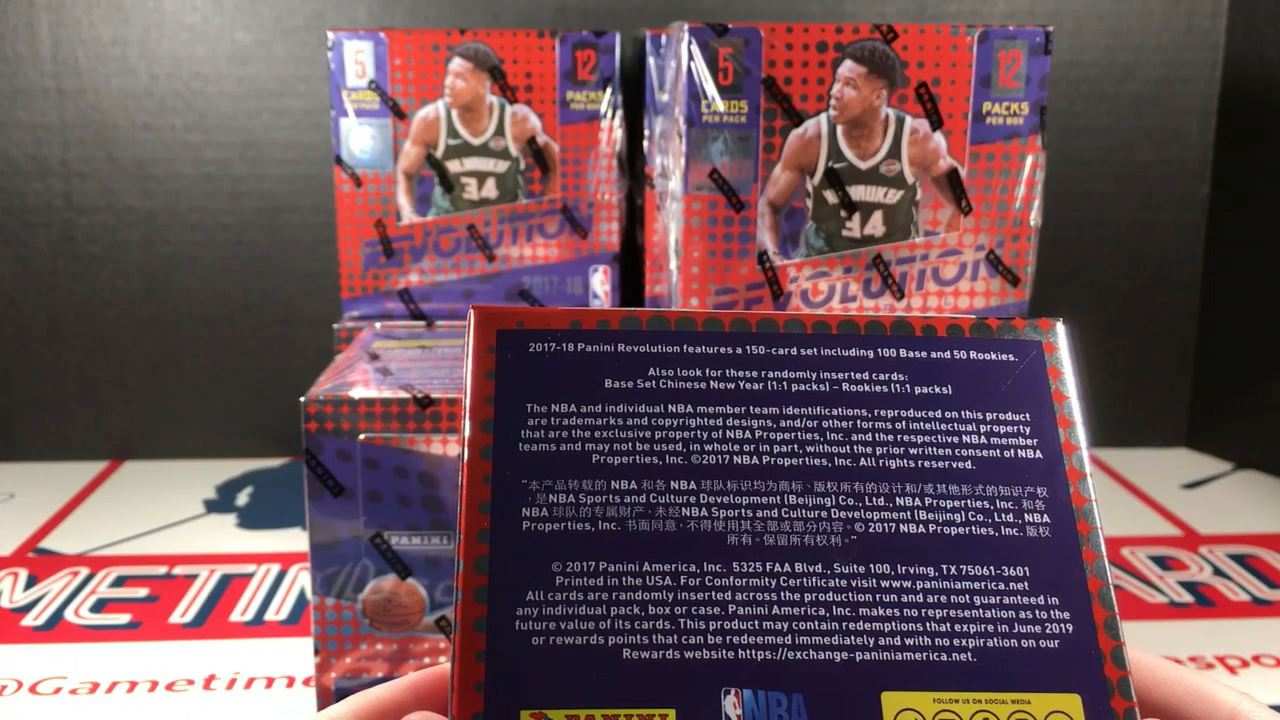 5
CARDS
PER PACK
12
PACKS
PER BOX
MILWAUKEE
34
REVOLUTION
2017-18
5
CARDS
PER PACK
12
PACKS
PER BOX
MILWAUKEE
34
REVOLUTION
PANINI
2017-18 Panini Revolution features a 150-card set including 100 Base and 50 Rookies.
Also look for these randomly inserted cards:
Base Set Chinese New Year (1:1 packs) – Rookies (1:1 packs)
The NBA and individual NBA member team identifications, reproduced on this product
are trademarks and copyrighted designs, and/or other forms of intellectual property
that are the exclusive property of NBA Properties, Inc. and the respective NBA member
teams and may not be used, in whole or in part, without the prior written consent of NBA
Properties, Inc. ©2017 NBA Properties, Inc. All rights reserved.
"本产品转载的 NBA 和各 NBA 球队标识均为商标、版权所有的设计和/或其他形式的知识产权
，是NBA Sports and Culture Development (Beijing) Co., Ltd., NBA Properties, Inc. 和各
NBA 球队的专属财产，未经NBA Sports and Culture Development (Beijing) Co., Ltd., NBA
Properties, Inc. 书面同意，不得使用其全部或部分内容。© 2017 NBA Properties, Inc. 版权
所有。保留所有权利。"
© 2017 Panini America, Inc. 5325 FAA Blvd., Suite 100, Irving, TX 75061-3601
Printed in the USA. For Conformity Certificate visit www.paniniamerica.net
All cards are randomly inserted across the production run and are not guaranteed in
any individual pack, box or case. Panini America, Inc. makes no representation as to the
future value of its cards. This product may contain redemptions that expire in June 2019
or rewards points that can be redeemed immediately and with no expiration on our
Rewards website https://exchange-paniniamerica.net.
PANINI
NBA
FOLLOW US ON SOCIAL MEDIA
METIM
ARD
@Gametime